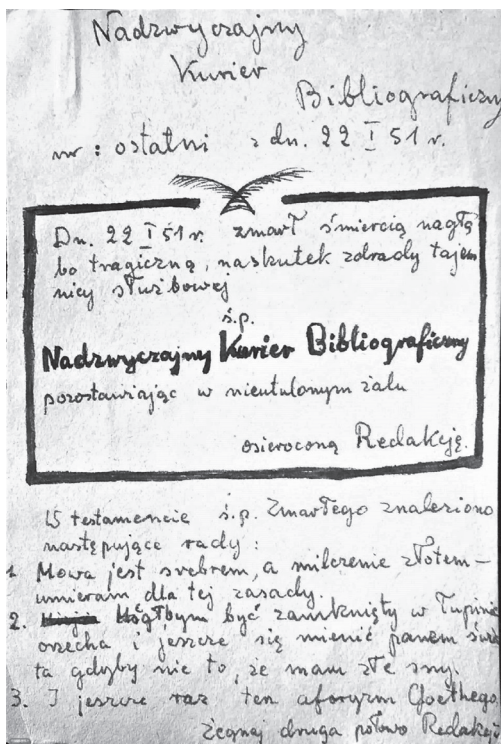 Nadzwyczajny
Kurier
Bibliograficzny
nr : ostatni z dn. 22 I 51 r.
Dn. 22 I 51 r. zmarł śmiercią nagłą
bo tragiczną, naskutek zdrady tajem
nicy służbowej
ś.p.
Nadzwyczajny Kurier Bibliograficzny
pozostawiając w nieutulonym żalu
osieroconą Redakcję.
W testamencie ś.p. Zmarłego znaleziono
następujące rady :
1 Mowa jest srebrem, a milczenie złotem –
umieram dla tej zasady.
2. Mógłbym być zamknięty w łupinie
orzecha i jeszcze się mienić panem świa
ta gdyby nie to, że mam złe sny.
3. I jeszcze raz ten aforyzm Goethego
żegnaj druga połowo Redakcji